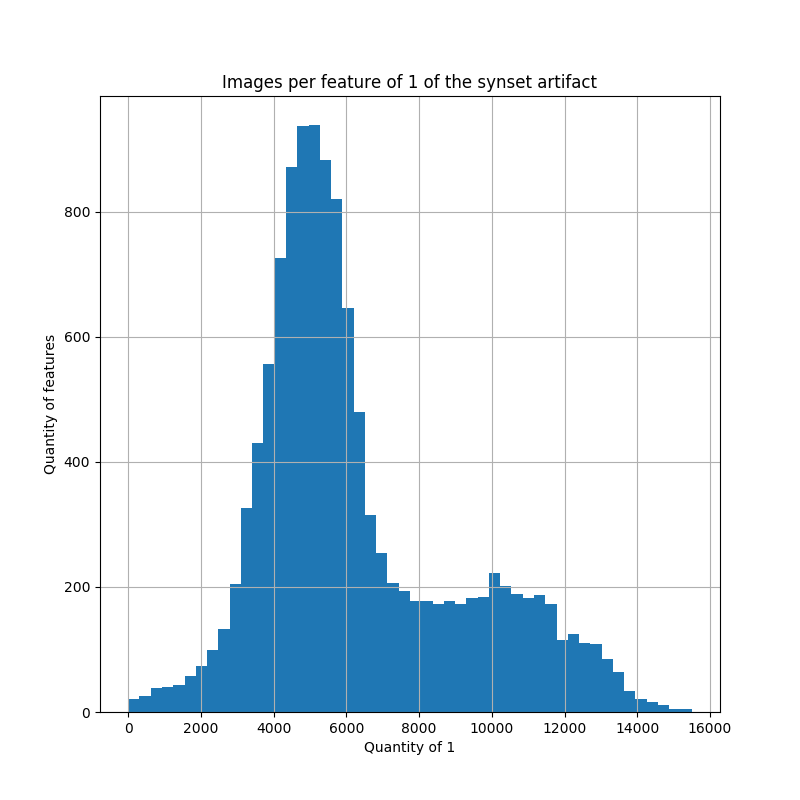 Images per feature of 1 of the synset artifact
Quantity of features
800
600
400
200
0
0 2000 4000 6000 8000 10000 12000 14000 16000
Quantity of 1